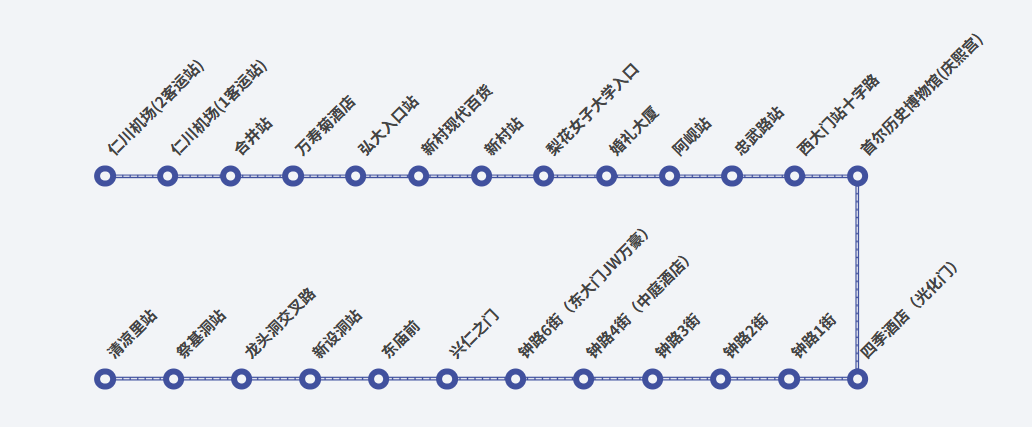 仁川机场(2客运站)
仁川机场(1客运站)
合井站
万寿菊酒店
弘大入口站
新村现代百货
新村站
梨花女子大学入口
婚礼大厦
阿岘站
忠武路站
西大门站十字路
首尔历史博物馆(庆熙宫)
清凉里站
祭基洞站
龙头洞交叉路
新设洞站
东庙前
兴仁之门
钟路6街（东大门JW万豪）
钟路4街（中庭酒店）
钟路3街
钟路2街
钟路1街
四季酒店（光化门）